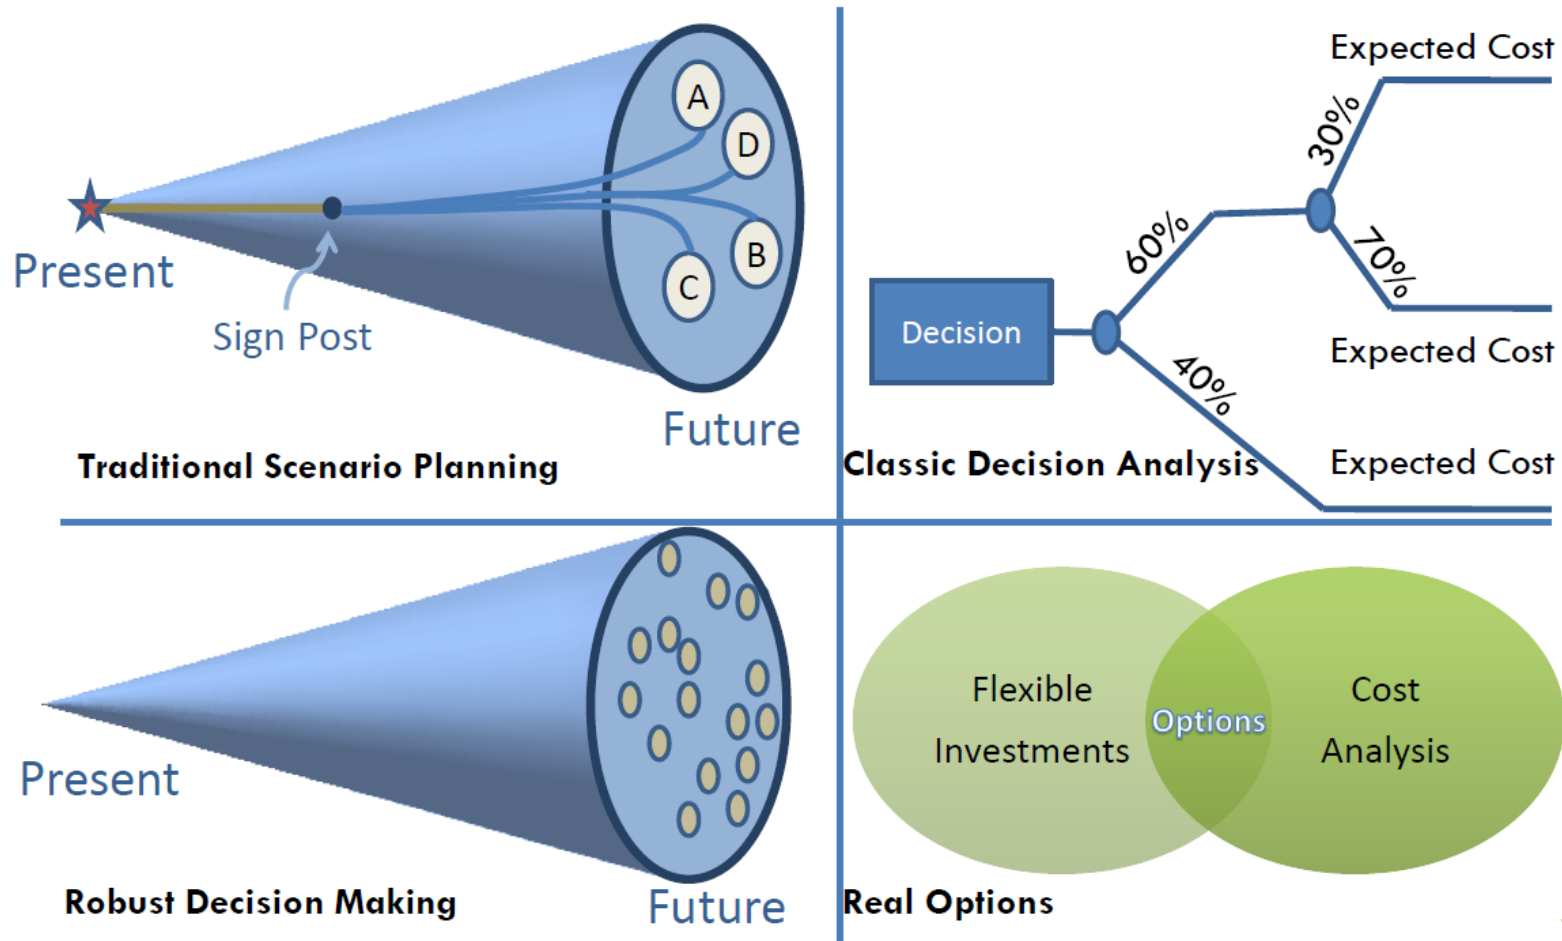 A
D
B
C
Present
Sign Post
Future
Traditional Scenario Planning
Expected Cost
30%
60%
70%
Decision
Expected Cost
40%
Expected Cost
Classic Decision Analysis
Present
Future
Robust Decision Making
Flexible
Investments
Options
Cost
Analysis
Real Options